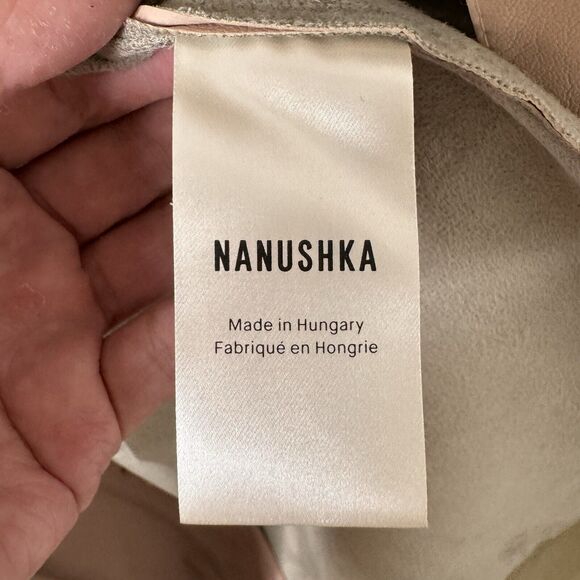 NANUSHKA
Made in Hungary
Fabriqué en Hongrie